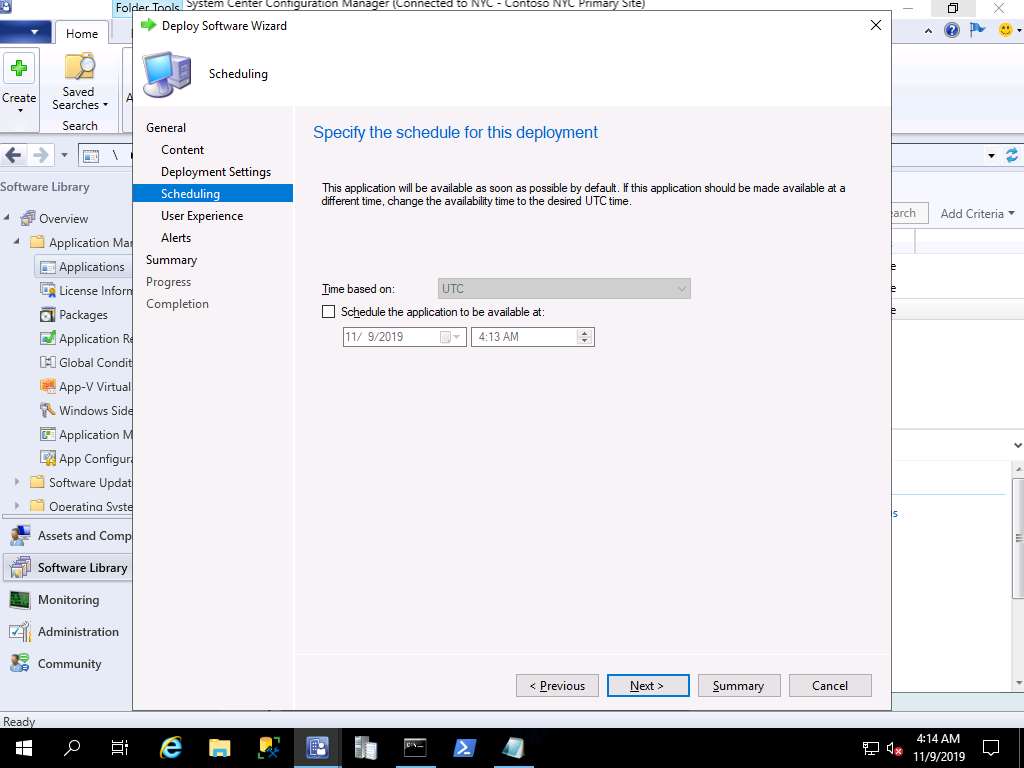 Folder Tools
System Center Configuration Manager (Connected to NYC - Contoso NYC Primary Site)
Home
Create
Saved
Searches
Search
\
Software Library
Overview
Application Mar
Applications
License Inform
Packages
Application Re
Global Condit
App-V Virtual
Windows Side
Application M
App Configura
Software Updat
Operating Syste
Assets and Comp
Software Library
Monitoring
Administration
Community
Ready
Deploy Software Wizard
Scheduling
General
Content
Deployment Settings
Scheduling
User Experience
Alerts
Summary
Progress
Completion
Specify the schedule for this deployment
This application will be available as soon as possible by default. If this application should be made available at a
different time, change the availability time to the desired UTC time.
Time based on:
UTC
Schedule the application to be available at:
11/ 9/2019
4:13 AM
< Previous
Next >
Summary
Cancel
earch
Add Criteria
4:14 AM
11/9/2019